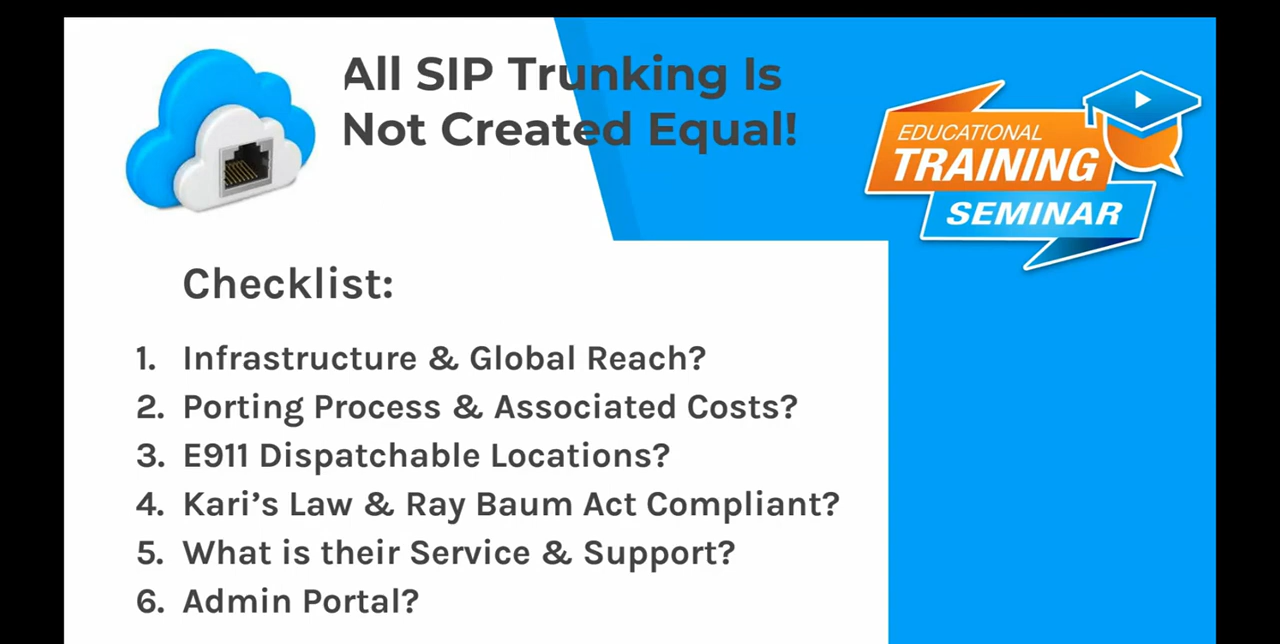 All SIP Trunking Is
Not Created Equal!
EDUCATIONAL
TRAINING
SEMINAR
Checklist:
1. Infrastructure & Global Reach?
2. Porting Process & Associated Costs?
3. E911 Dispatchable Locations?
4. Kari’s Law & Ray Baum Act Compliant?
5. What is their Service & Support?
6. Admin Portal?